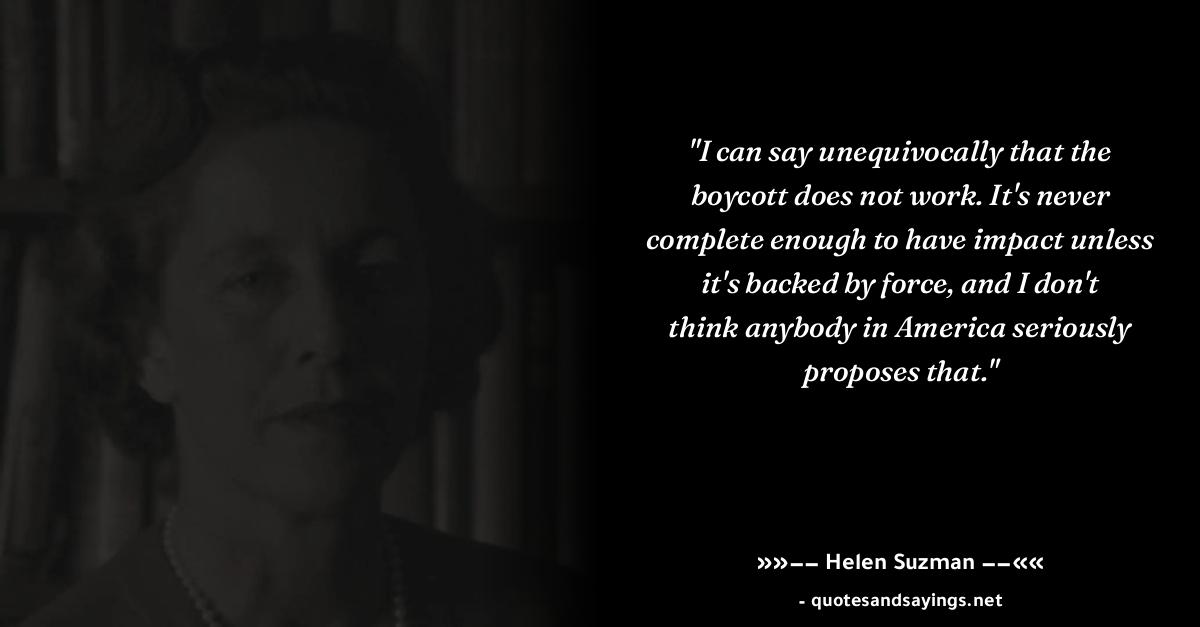 "I can say unequivocally that the
boycott does not work. It's never
complete enough to have impact unless
it's backed by force, and I don't
think anybody in America seriously
proposes that."
»»−− Helen Suzman −−««
- quotesandsayings.net